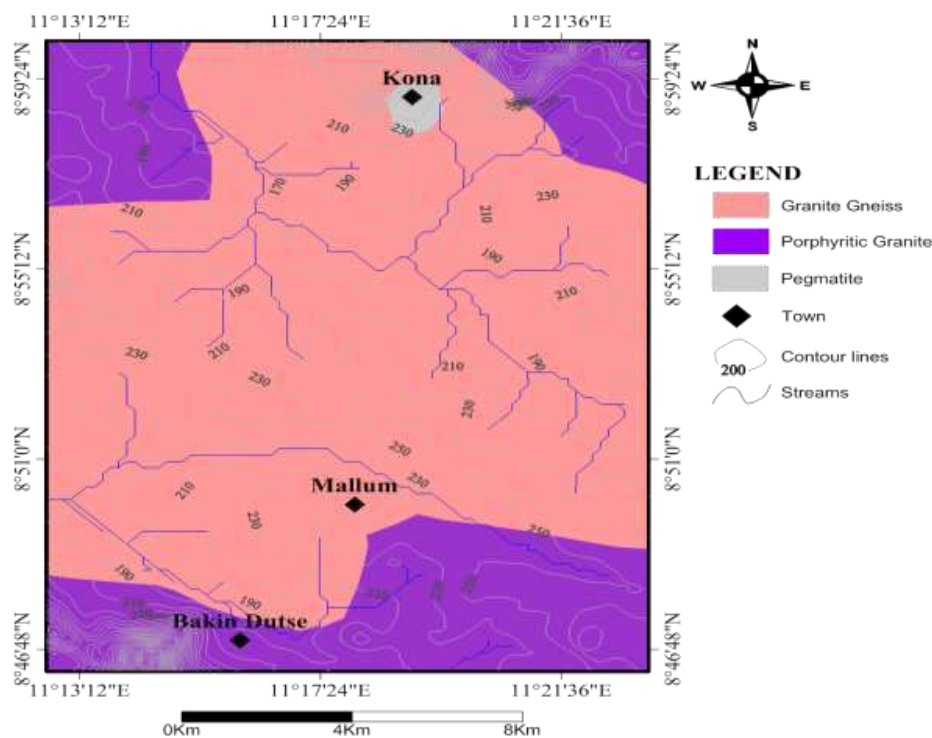 11°13'12"E 11°17'24"E 11°21'36"E
8°59'24"N 8°59'24"N
N
W E
S
Kona
230
210
190
170
190
210
230
210
LEGEND
Granite Gneiss
Porphyritic Granite
Pegmatite
Town
200
Contour lines
Streams
8°55'12"N 8°55'12"N
190
210
190
210
230
230
210
190
230
8°51'0"N 8°51'0"N
250
230
Mallum
210
230
250
190
190
Bakin Dutse
8°46'48"N 8°46'48"N
11°13'12"E 11°17'24"E 11°21'36"E
0Km 4Km 8Km